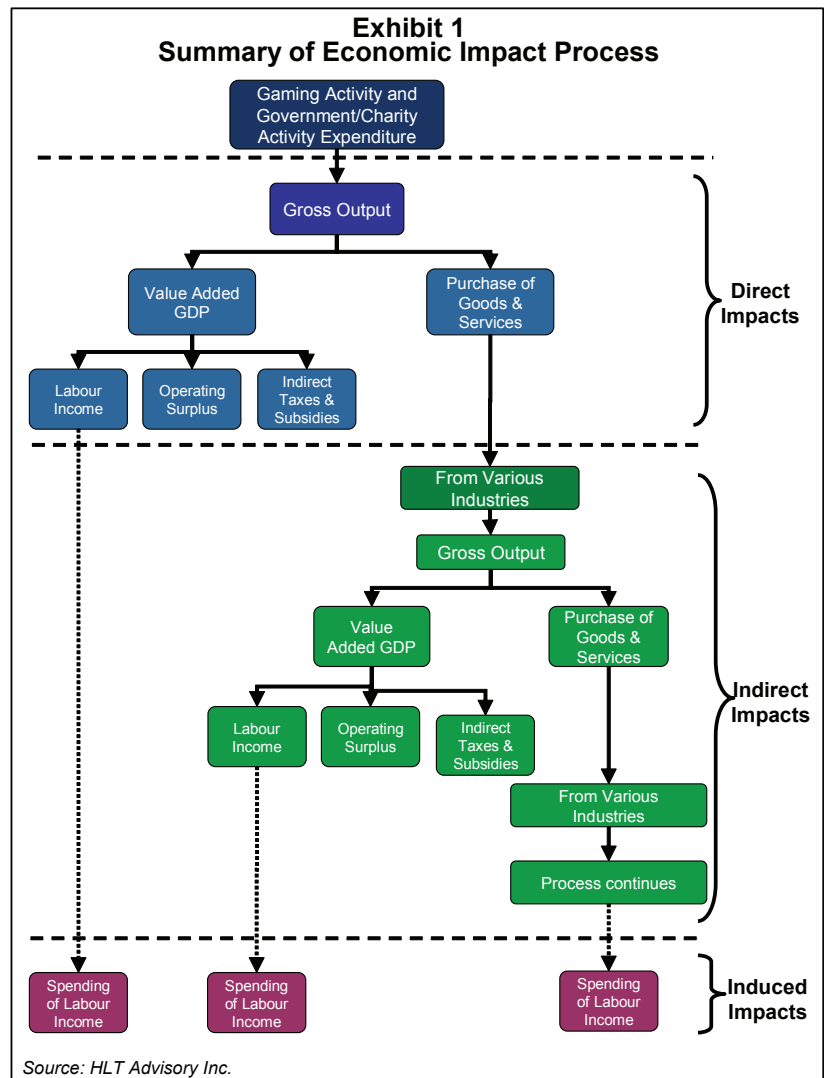 Exhibit 1
Summary of Economic Impact Process
Gaming Activity and
Government/Charity
Activity Expenditure
Gross Output
Value Added
GDP
Purchase of
Goods &
Services
Direct
Impacts
Labour
Income
Operating
Surplus
Indirect
Taxes &
Subsidies
From Various
Industries
Gross Output
Value
Added GDP
Purchase of
Goods &
Services
Indirect
Impacts
Labour
Income
Operating
Surplus
Indirect
Taxes &
Subsidies
From Various
Industries
Process continues
Spending
of Labour
Income
Spending
of Labour
Income
Spending
of Labour
Income
Induced
Impacts
Source: HLT Advisory Inc.